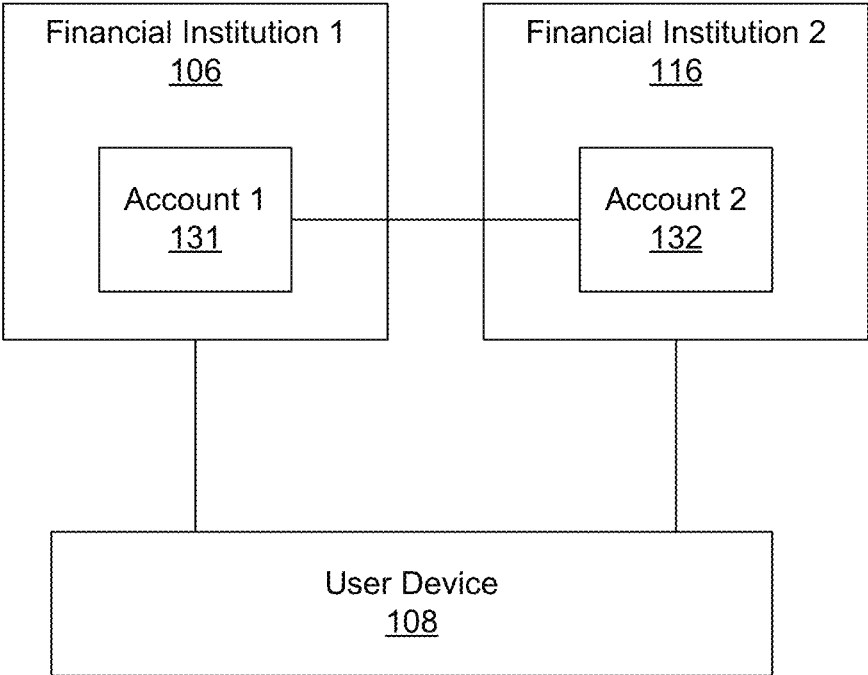 Financial Institution 1
106
Financial Institution 2
116
Account 1
131
Account 2
132
User Device
108